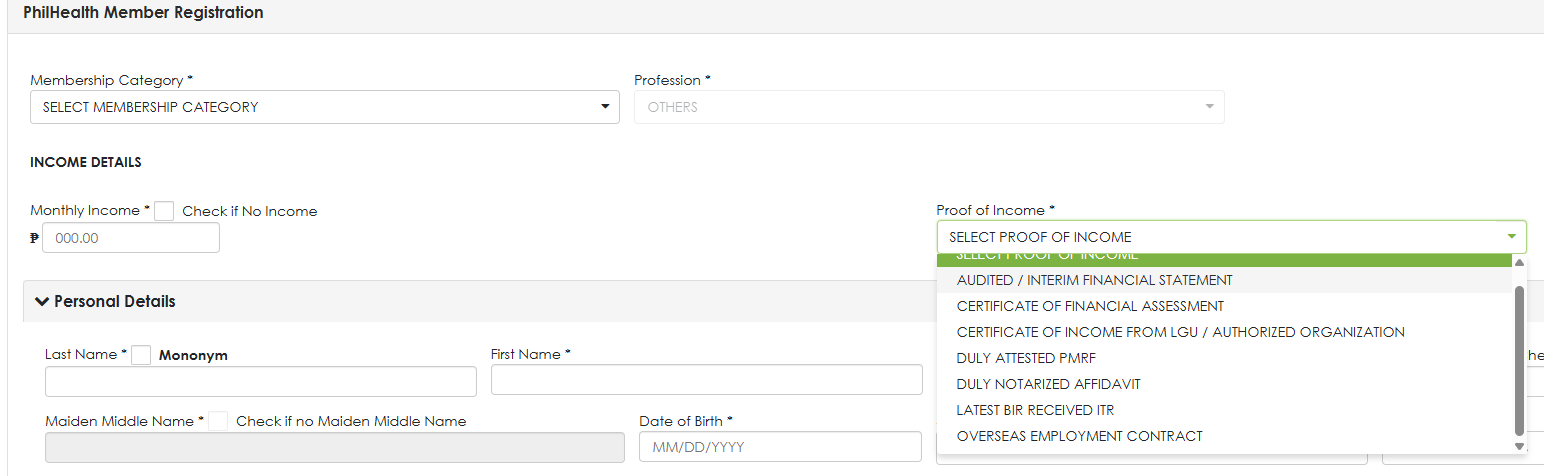 PhilHealth Member Registration
Membership Category *
Profession *
SELECT MEMBERSHIP CATEGORY
OTHERS
INCOME DETAILS
Monthly Income * Check if No Income
Proof of Income *
₱ 000.00
SELECT PROOF OF INCOME
SELECT PROOF OF INCOME
AUDITED / INTERIM FINANCIAL STATEMENT
CERTIFICATE OF FINANCIAL ASSESSMENT
CERTIFICATE OF INCOME FROM LGU / AUTHORIZED ORGANIZATION
DULY ATTESTED PMRF
DULY NOTARIZED AFFIDAVIT
LATEST BIR RECEIVED ITR
OVERSEAS EMPLOYMENT CONTRACT
Personal Details
Last Name * Mononym
First Name *
he
Maiden Middle Name * Check if no Maiden Middle Name
Date of Birth *
MM/DD/YYYY